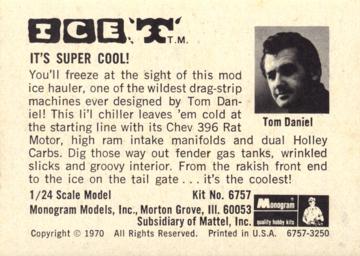 ICE "T" T.M.
IT'S SUPER COOL!
You'll freeze at the sight of this mod
ice hauler, one of the wildest drag-strip
machines ever designed by Tom Dan-
iel! This li'l chiller leaves 'em cold at
the starting line with its Chev 396 Rat
Motor, high ram intake manifolds and dual Holley
Carbs. Dig those way out fender gas tanks, wrinkled
slicks and groovy interior. From the rakish front end
to the ice on the tail gate . . . it's the coolest!
Tom Daniel
1/24 Scale Model Kit No. 6757
Monogram Models, Inc., Morton Grove, Ill. 60053
Subsidiary of Mattel, Inc.
Monogram
quality hobby kits
Copyright © 1970 All Rights Reserved. Printed in U.S.A. 6757-3250